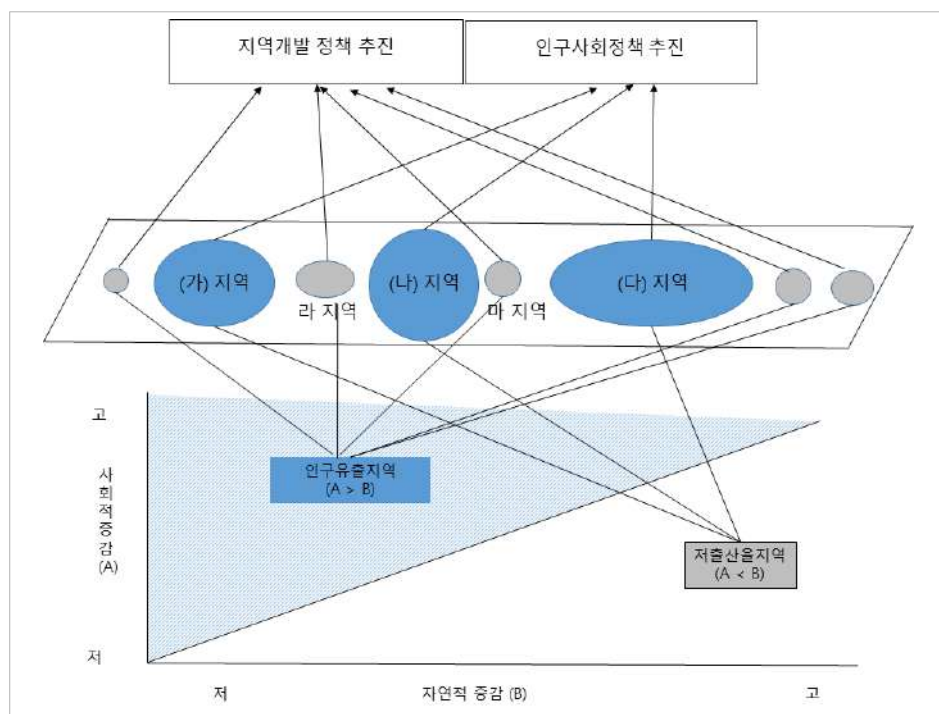 지역개발 정책 추진
인구사회정책 추진
(가) 지역
라 지역
(나) 지역
마 지역
(다) 지역
고
인구유출지역
(A > B)
사회적증감
(A)
저출산율지역
(A < B)
저
저
자연적 증감 (B)
고